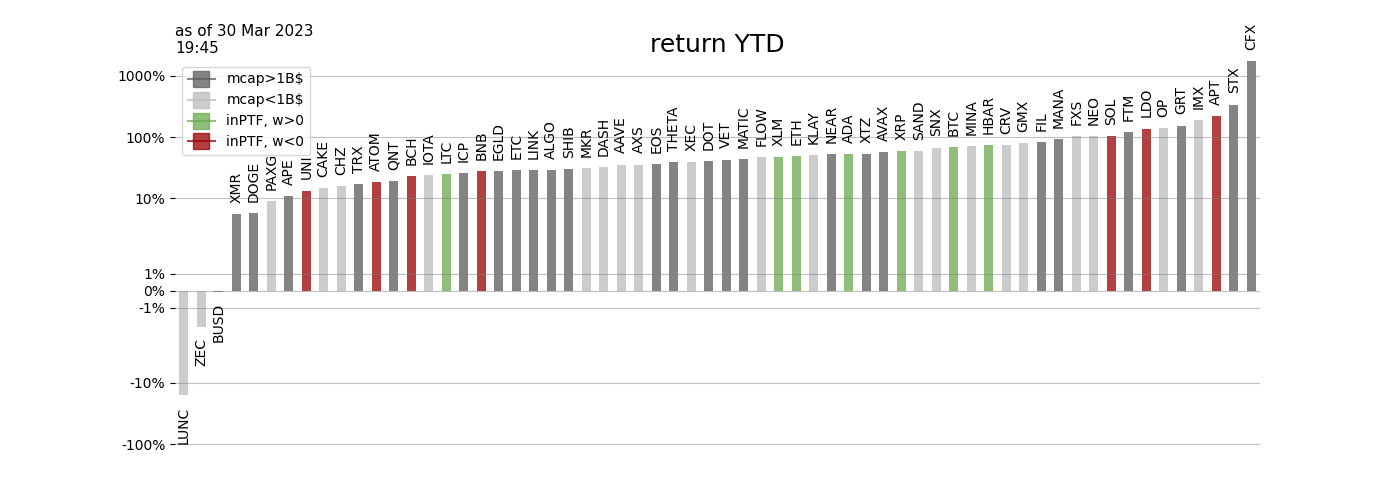 as of 30 Mar 2023
19:45
return YTD
mcap>1B$
mcap<1B$
inPTF, w>0
inPTF, w<0
1000%
100%
10%
1%
0%
-1%
-10%
-100%
LUNC
ZEC
BUSD
XMR
DOGE
PAXG
APE
UNI
CAKE
CHZ
TRX
ATOM
QNT
BCH
IOTA
LTC
ICP
BNB
EGLD
ETC
LINK
ALGO
SHIB
MKR
DASH
AAVE
AXS
EOS
THETA
XEC
DOT
VET
MATIC
FLOW
XLM
ETH
KLAY
NEAR
ADA
XTZ
AVAX
XRP
SAND
SNX
BTC
MINA
HBAR
CRV
GMX
FIL
MANA
FXS
NEO
SOL
FTM
LDO
OP
GRT
IMX
APT
STX
CFX